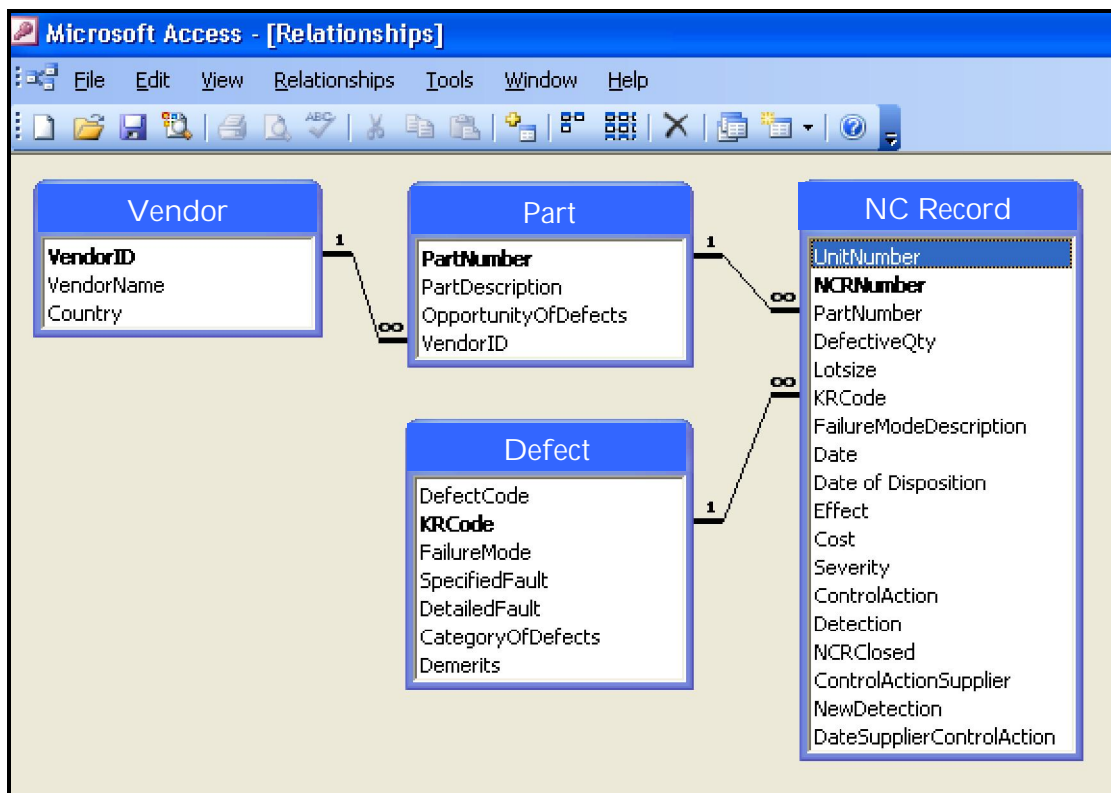 Microsoft Access - [Relationships]
File Edit View Relationships Tools Window Help
ABC
Vendor
VendorID
VendorName
Country
1
∞
Part
PartNumber
PartDescription
OpportunityOfDefects
VendorID
1
∞
Defect
DefectCode
KRCode
FailureMode
SpecifiedFault
DetailedFault
CategoryOfDefects
Demerits
1
∞
NC Record
UnitNumber
NCRNumber
PartNumber
DefectiveQty
Lotsize
KRCode
FailureModeDescription
Date
Date of Disposition
Effect
Cost
Severity
ControlAction
Detection
NCRClosed
ControlActionSupplier
NewDetection
DateSupplierControlAction